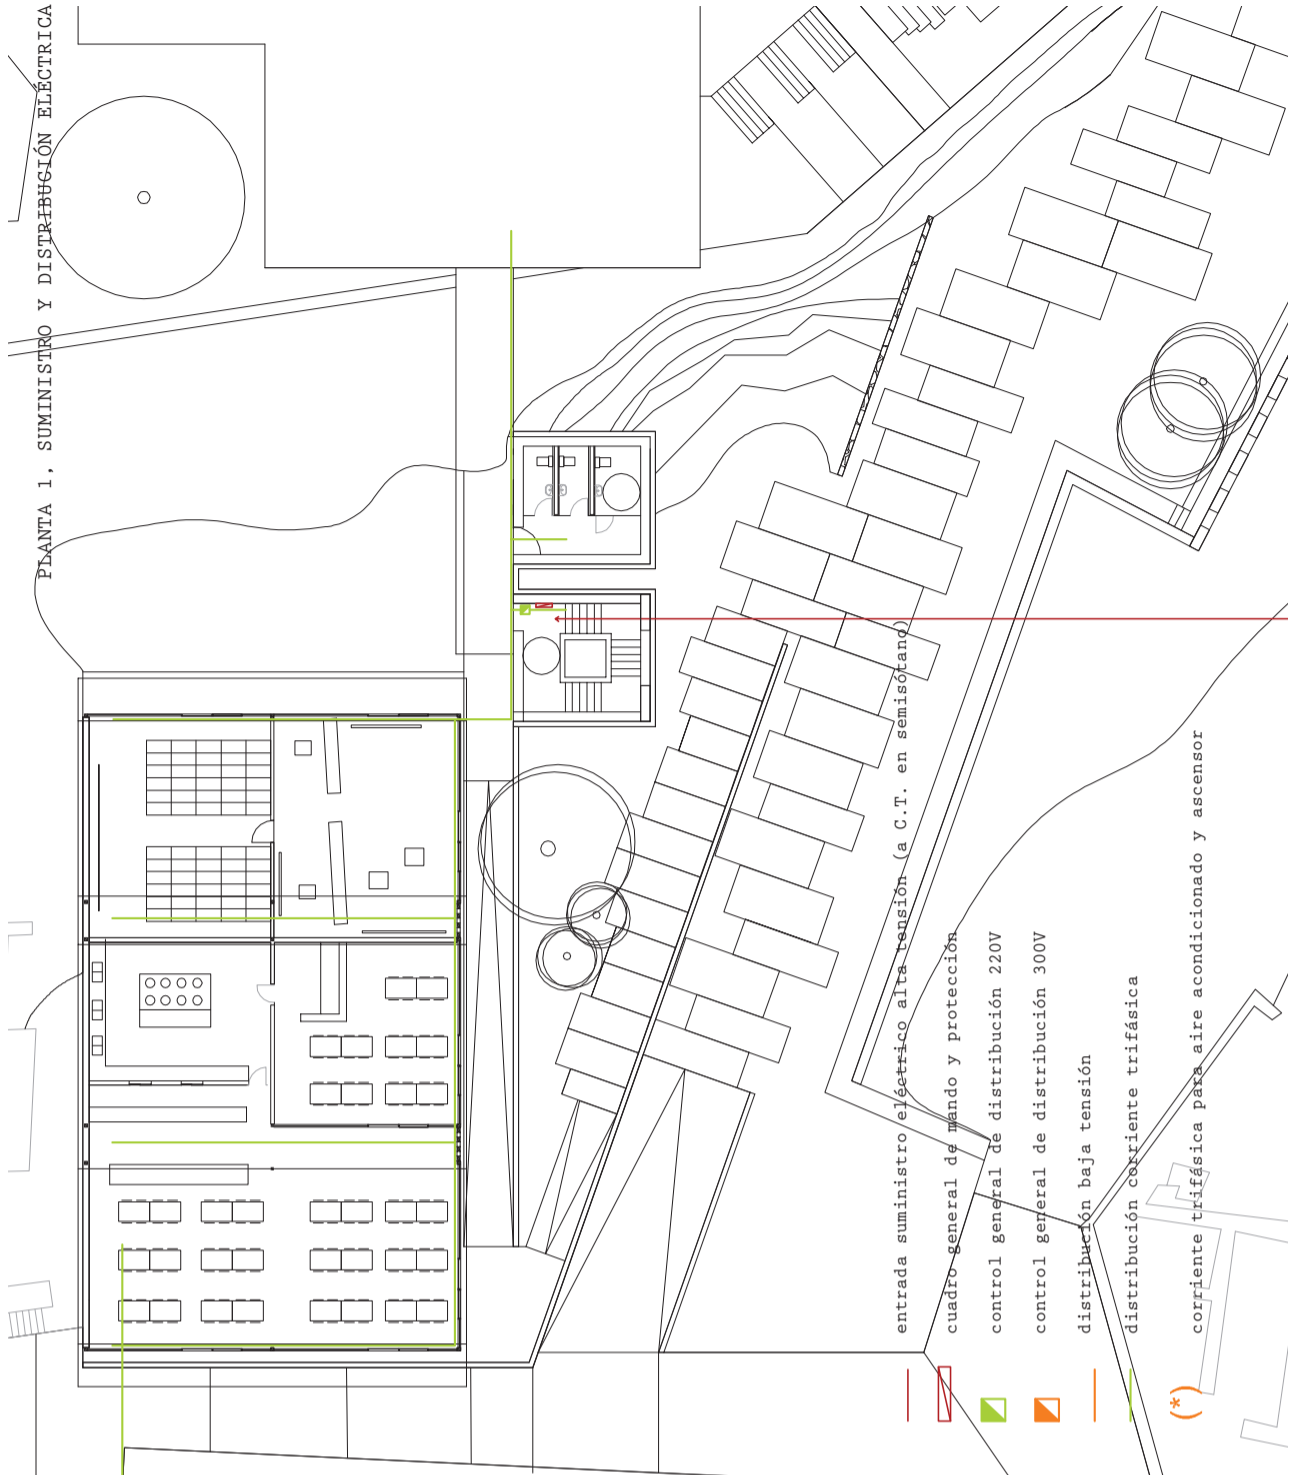 PLANTA 1, SUMINISTRO Y DISTRIBUCIÓN ELECTRICA
entrada suministro eléctrico alta tensión (a C.T. en semisótano)
cuadro general de mando y protección
control general de distribución 220V
control general de distribución 300V
distribución baja tensión
distribución corriente trifásica
(*) corriente trifásica para aire acondicionado y ascensor